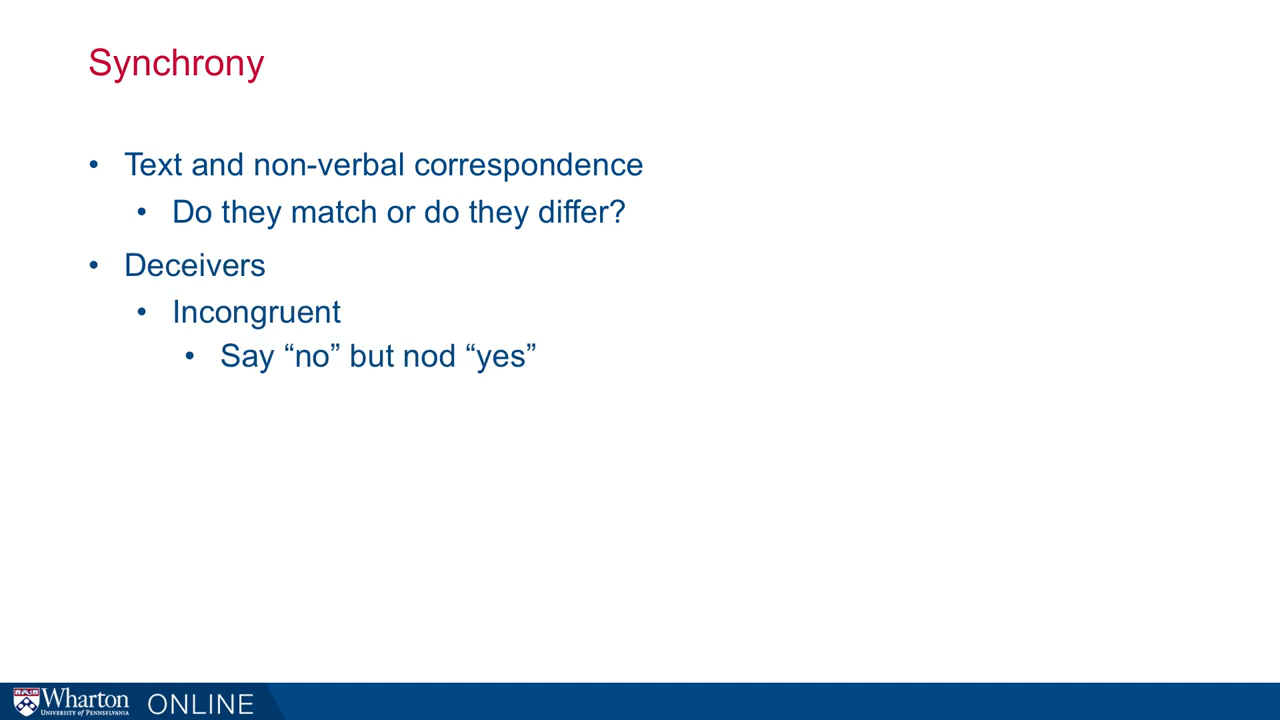 Synchrony
• Text and non-verbal correspondence
• Do they match or do they differ?
• Deceivers
• Incongruent
• Say “no” but nod “yes”
Wharton
UNIVERSITY OF PENNSYLVANIA
ONLINE